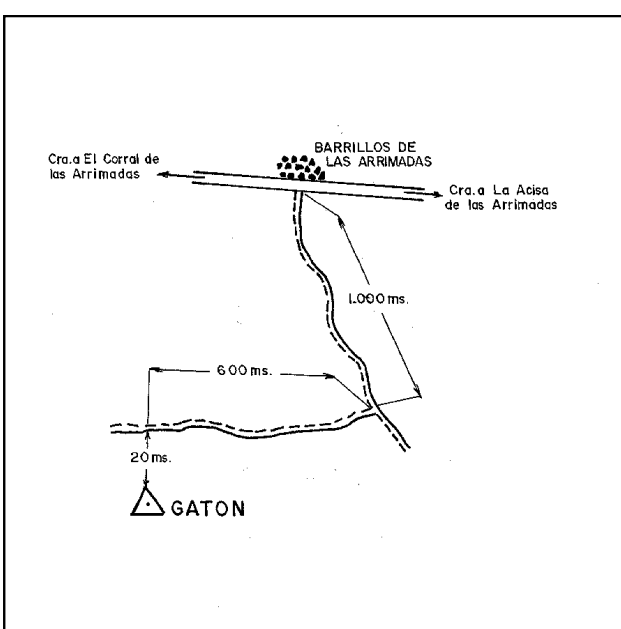 BARRILLOS DE
LAS ARRIMADAS
Cra.a El Corral de
las Arrimadas
Cra.a La Acisa
de las Arrimadas
1.000 ms.
600 ms.
20 ms.
GATON